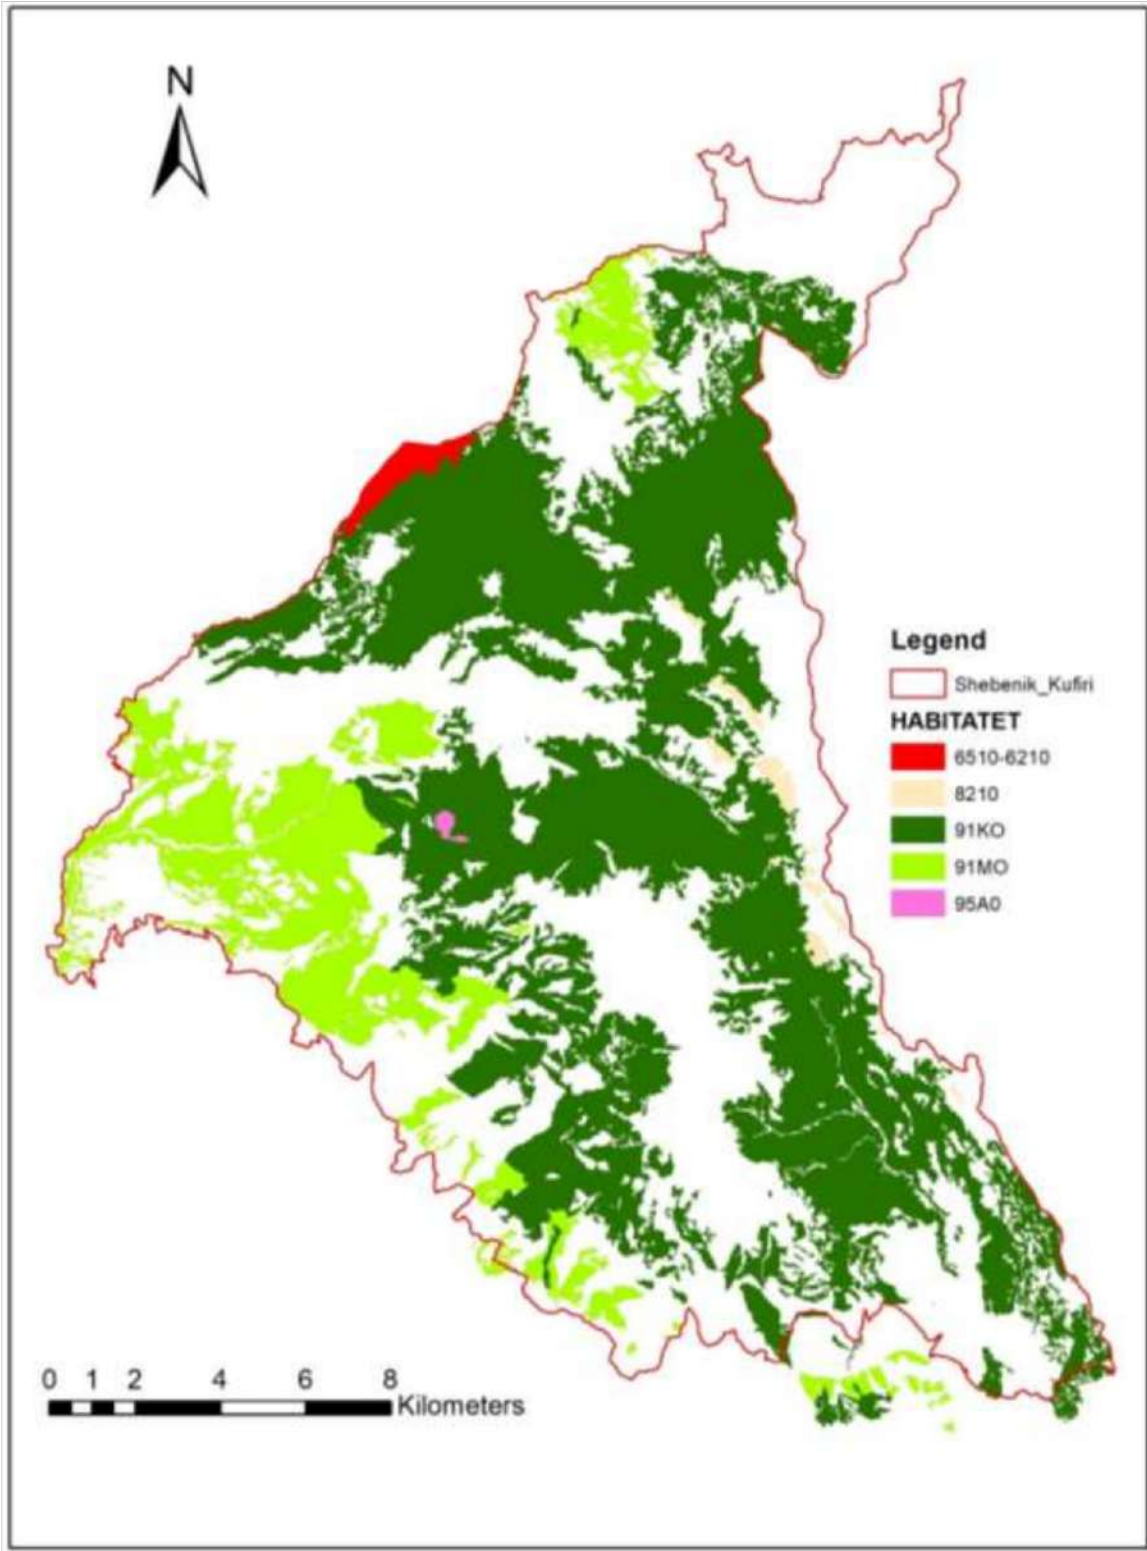 N
Legend
Shebenik_Kufiri
HABITATET
6510-6210
8210
91KO
91MO
95A0
0 1 2 4 6 8
Kilometers